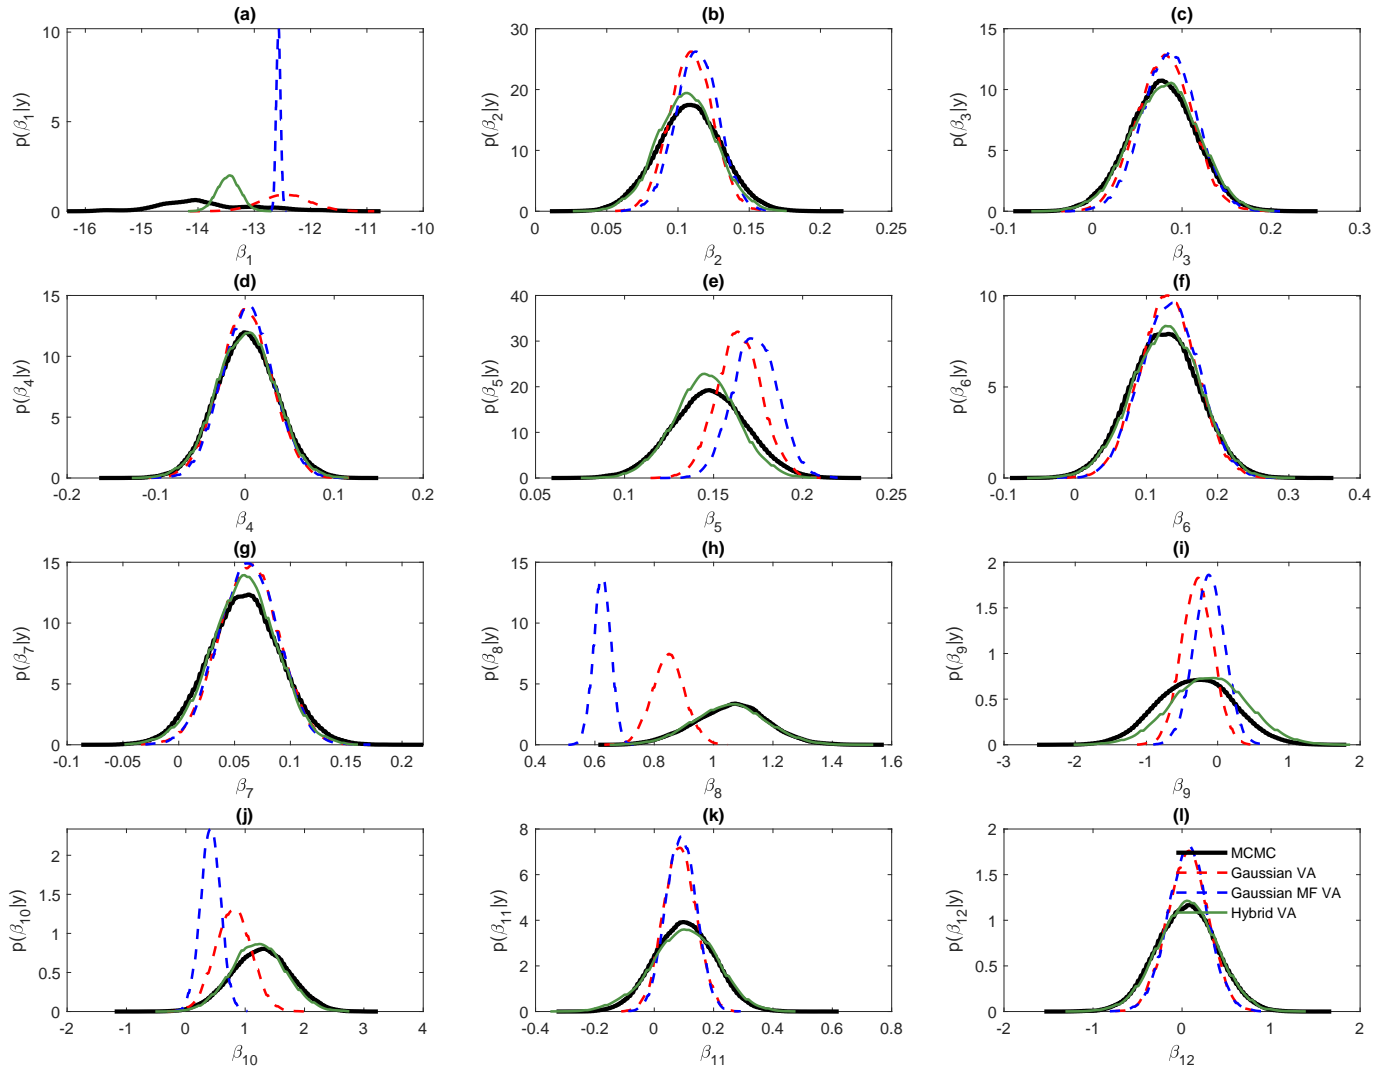 (a)
10
5
0
-16 -15 -14 -13 -12 -11 -10
p(β1|y)
β1
(b)
30
20
10
0
0 0.05 0.1 0.15 0.2 0.25
p(β2|y)
β2
(c)
15
10
5
0
-0.1 0 0.1 0.2 0.3
p(β3|y)
β3
(d)
15
10
5
0
-0.2 -0.1 0 0.1 0.2
p(β4|y)
β4
(e)
40
30
20
10
0
0.05 0.1 0.15 0.2 0.25
p(β5|y)
β5
(f)
10
5
0
-0.1 0 0.1 0.2 0.3 0.4
p(β6|y)
β6
(g)
15
10
5
0
-0.1 -0.05 0 0.05 0.1 0.15 0.2
p(β7|y)
β7
(h)
15
10
5
0
0.4 0.6 0.8 1 1.2 1.4 1.6
p(β8|y)
β8
(i)
2
1.5
1
0.5
0
-3 -2 -1 0 1 2
p(β9|y)
β9
(j)
2
1.5
1
0.5
0
-2 -1 0 1 2 3 4
p(β10|y)
β10
(k)
8
6
4
2
0
-0.4 -0.2 0 0.2 0.4 0.6 0.8
p(β11|y)
β11
(l)
2
1.5
1
0.5
0
-2 -1 0 1 2
p(β12|y)
β12
MCMC
Gaussian VA
Gaussian MF VA
Hybrid VA